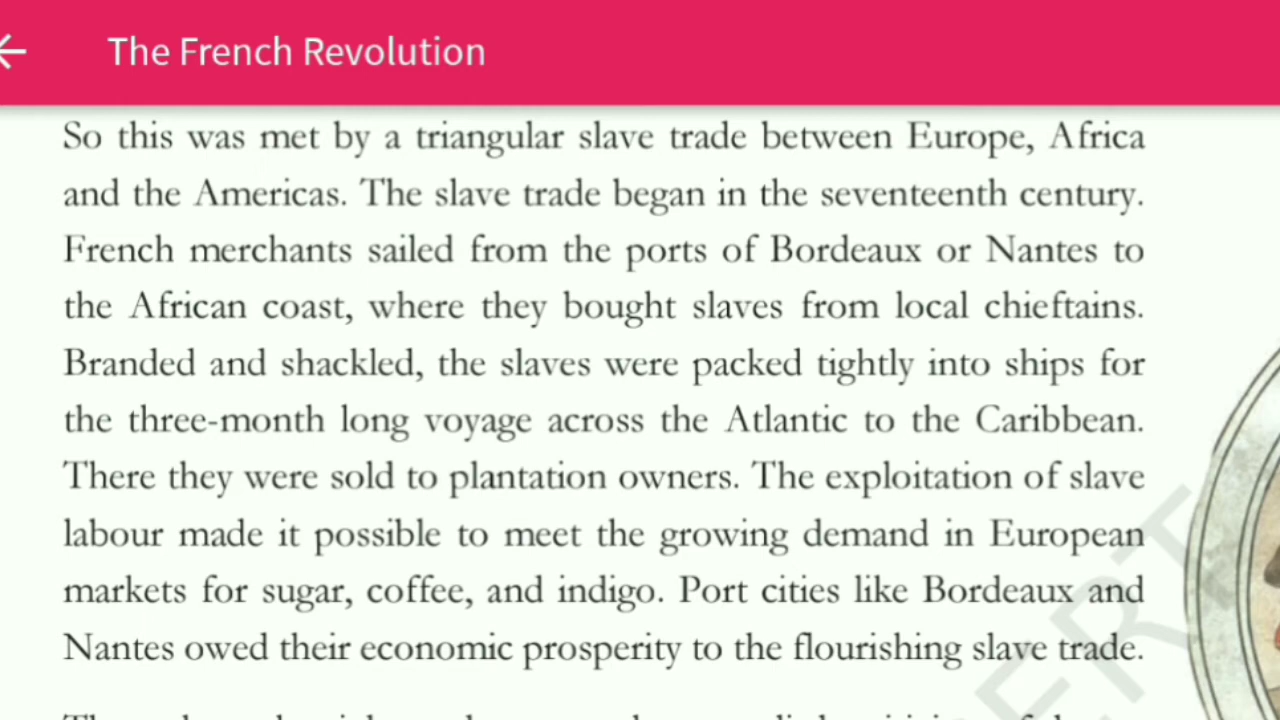 The French Revolution
So this was met by a triangular slave trade between Europe, Africa
and the Americas. The slave trade began in the seventeenth century.
French merchants sailed from the ports of Bordeaux or Nantes to
the African coast, where they bought slaves from local chieftains.
Branded and shackled, the slaves were packed tightly into ships for
the three-month long voyage across the Atlantic to the Caribbean.
There they were sold to plantation owners. The exploitation of slave
labour made it possible to meet the growing demand in European
markets for sugar, coffee, and indigo. Port cities like Bordeaux and
Nantes owed their economic prosperity to the flourishing slave trade.